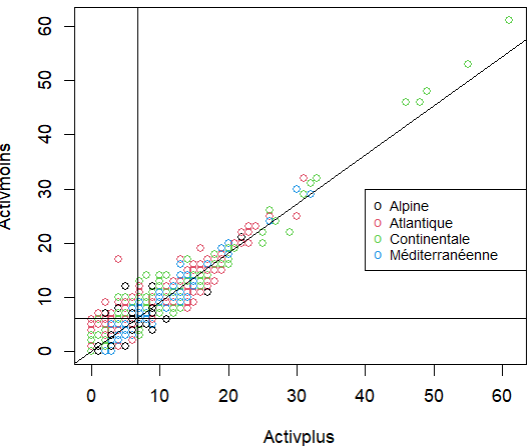 60
50
40
30
20
10
0
Activmoins
Alpine
Atlantique
Continentale
Méditerranéenne
0 10 20 30 40 50 60
Activplus